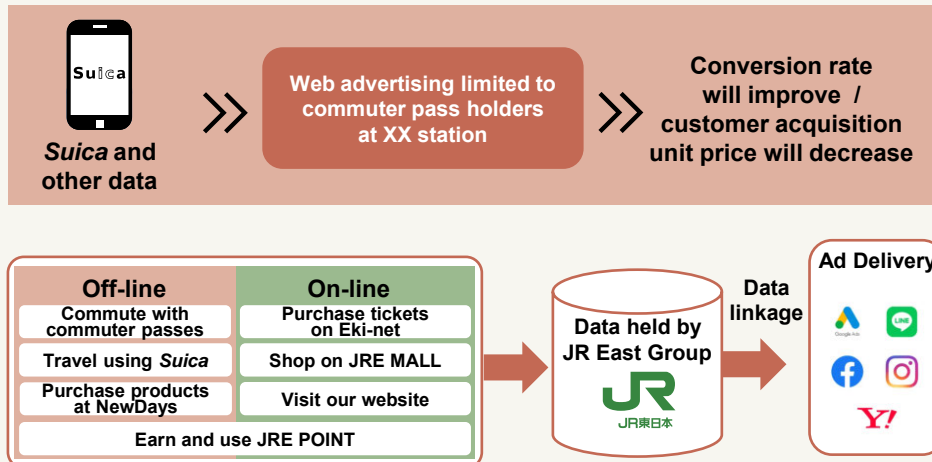 Suica
Suica and
other data
Web advertising limited to
commuter pass holders
at XX station
Conversion rate
will improve /
customer acquisition
unit price will decrease
Off-line
On-line
Commute with
commuter passes
Purchase tickets
on Eki-net
Travel using Suica
Shop on JRE MALL
Purchase products
at NewDays
Visit our website
Earn and use JRE POINT
Data held by
JR East Group
JR
JR東日本
Data
linkage
Ad Delivery
Google Ads
LINE
Y!